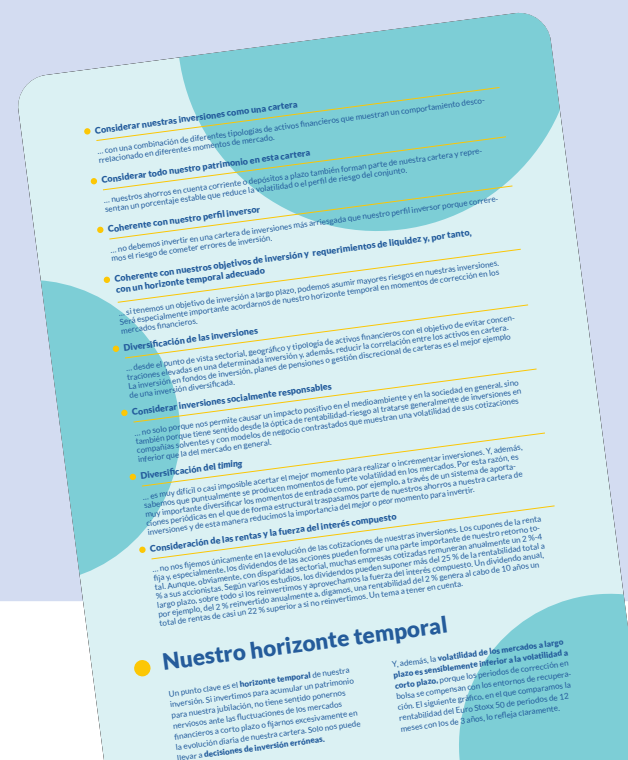 Considerar nuestras inversiones como una cartera
... con una combinación de diferentes tipologías de activos financieros que muestran un comportamiento desco-
rrelacionado en diferentes momentos de mercado.
Considerar todo nuestro patrimonio en esta cartera
... nuestros ahorros en cuenta corriente o depósitos a plazo también forman parte de nuestra cartera y repre-
sentan un porcentaje estable que reduce la volatilidad o el perfil de riesgo del conjunto.
Coherente con nuestro perfil inversor
... no debemos invertir en una cartera de inversiones más arriesgada que nuestro perfil inversor porque correre-
mos el riesgo de cometer errores de inversión.
Coherente con nuestros objetivos de inversión y requerimientos de liquidez y, por tanto,
con un horizonte temporal adecuado
... si tenemos un objetivo de inversión a largo plazo, podemos asumir mayores riesgos en nuestras inversiones.
Será especialmente importante acordarnos de nuestro horizonte temporal en momentos de corrección en los
mercados financieros.
Diversificación de las inversiones
... desde el punto de vista sectorial, geográfico y tipología de activos financieros con el objetivo de evitar concen-
traciones elevadas en una determinada inversión y, además, reducir la correlación entre los activos en cartera.
La inversión en fondos de inversión, planes de pensiones o gestión discrecional de carteras es el mejor ejemplo
de una inversión diversificada.
Considerar inversiones socialmente responsables
... no solo porque nos permite causar un impacto positivo en el medioambiente y en la sociedad en general, sino
también porque tiene sentido desde la óptica de rentabilidad-riesgo al tratarse generalmente de inversiones en
compañías solventes y con modelos de negocio contrastados que muestran una volatilidad de sus cotizaciones
inferior que la del mercado en general.
Diversificación del timing
... es muy difícil o casi imposible acertar el mejor momento para realizar o incrementar inversiones. Y, además,
sabemos que puntualmente se producen momentos de fuerte volatilidad en los mercados. Por esta razón, es
muy importante diversificar los momentos de entrada como, por ejemplo, a través de un sistema de aporta-
ciones periódicas en el que de forma estructural traspasamos parte de nuestros ahorros a nuestra cartera de
inversiones y de esta manera reducimos la importancia del mejor o peor momento para invertir.
Consideración de las rentas y la fuerza del interés compuesto
... no nos fijemos únicamente en la evolución de las cotizaciones de nuestras inversiones. Los cupones de la renta
fija y, especialmente, los dividendos de las acciones pueden formar una parte importante de nuestro retorno to-
tal. Aunque, obviamente, con disparidad sectorial, muchas empresas cotizadas remuneran anualmente un 2 %-4
% a sus accionistas. Según varios estudios, los dividendos pueden suponer más del 25 % de la rentabilidad total a
largo plazo, sobre todo si los reinvertimos y aprovechamos la fuerza del interés compuesto. Un dividendo anual,
por ejemplo, del 2 % reinvertido anualmente a, digamos, una rentabilidad del 2 % genera al cabo de 10 años un
total de rentas de casi un 22 % superior a si no reinvertimos. Un tema a tener en cuenta.
Nuestro horizonte temporal
Un punto clave es el horizonte temporal de nuestra
inversión. Si invertimos para acumular un patrimonio
para nuestra jubilación, no tiene sentido ponernos
nerviosos ante las fluctuaciones de los mercados
financieros a corto plazo o fijarnos excesivamente en
la evolución diaria de nuestra cartera. Solo nos puede
llevar a decisiones de inversión erróneas.
Y, además, la volatilidad de los mercados a largo
plazo es sensiblemente inferior a la volatilidad a
corto plazo, porque los periodos de corrección en
bolsa se compensan con los entornos de recupera-
ción. El siguiente gráfico, en el que comparamos la
rentabilidad del Euro Stoxx 50 de periodos de 12
meses con los de 3 años, lo refleja claramente.